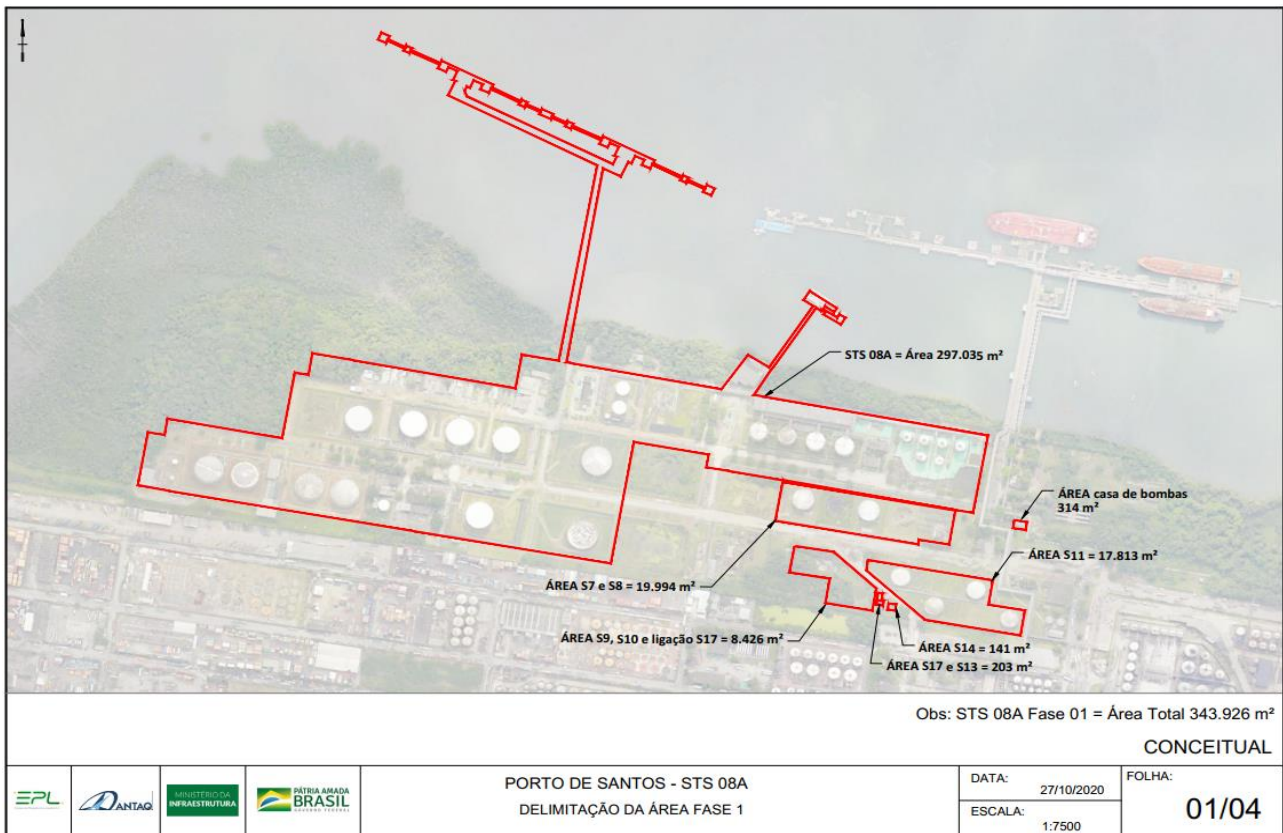 STS 08A = Área 297.035 m²
ÁREA casa de bombas
314 m²
ÁREA S11 = 17.813 m²
ÁREA S7 e S8 = 19.994 m²
ÁREA S9, S10 e ligação S17 = 8.426 m²
ÁREA S14 = 141 m²
ÁREA S17 e S13 = 203 m²
Obs: STS 08A Fase 01 = Área Total 343.926 m²
CONCEITUAL
EPL
ANTAQ
MINISTÉRIO DA
INFRAESTRUTURA
PÁTRIA AMADA
BRASIL
GOVERNO FEDERAL
PORTO DE SANTOS - STS 08A
DELIMITAÇÃO DA ÁREA FASE 1
DATA:
27/10/2020
ESCALA:
1:7500
FOLHA:
01/04